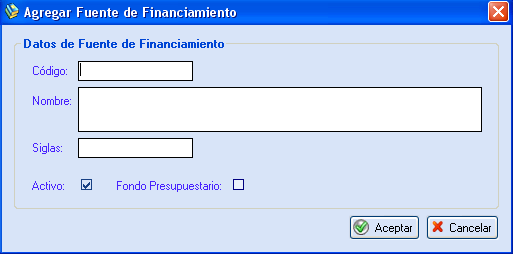 Agregar Fuente de Financiamiento
Datos de Fuente de Financiamiento
Código:
Nombre:
Siglas:
Activo: Fondo Presupuestario:
Aceptar Cancelar